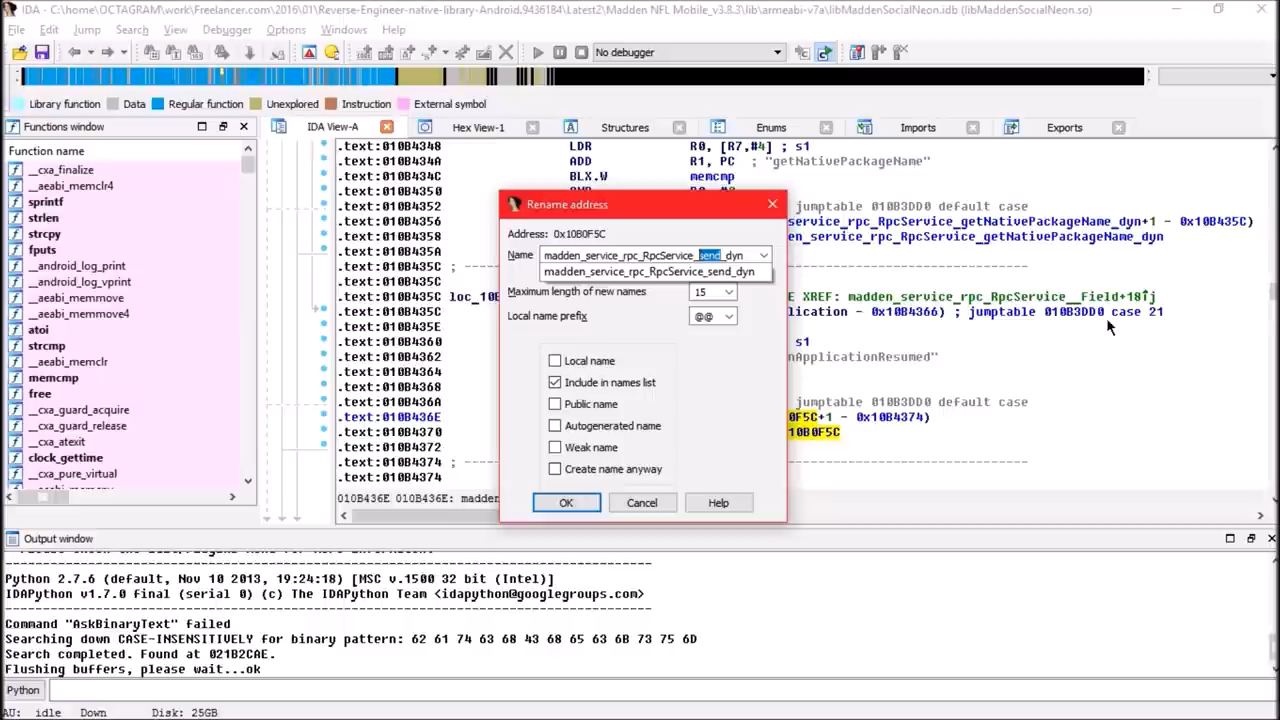 IDA - C:\home\OCTAGRAM\work\Freelancer.com\2016\01\Reverse-Engineer-native-library-Android.9436184\Latest2\Madden NFL Mobile_v3.8.3\lib\armeabi-v7a\libMaddenSocialNeon.idb (libMaddenSocialNeon.so)
File Edit Jump Search View Debugger Options Windows Help
No debugger
Library function Data Regular function Unexplored Instruction External symbol
Functions window
IDA View-A Hex View-1 Structures Enums Imports Exports
Function name
__cxa_finalize
__aeabi_memclr4
sprintf
strlen
strcpy
fputs
__android_log_print
__android_log_vprint
__aeabi_memmove
__aeabi_memmove4
atoi
strcmp
__aeabi_memclr
memcmp
free
__cxa_guard_acquire
__cxa_guard_release
__cxa_atexit
clock_gettime
__cxa_pure_virtual
.text:010B4348 LDR R0, [R7,#4] ; s1
.text:010B434A ADD R1, PC ; "getNativePackageName"
.text:010B434C BLX.W memcmp
.text:010B4350
.text:010B4352 jumptable 010B3DD0 default case
.text:010B4356 service_rpc_RpcService_getNativePackageName_dyn+1 - 0x10B435C)
.text:010B4358 en_service_rpc_RpcService_getNativePackageName_dyn
.text:010B435A
.text:010B435C ;
.text:010B435C
.text:010B435C loc_10B E XREF: madden_service_rpc_RpcService__Field+18↑j
.text:010B435C lication - 0x10B4366) ; jumptable 010B3DD0 case 21
.text:010B435E
.text:010B4360 s1
.text:010B4362 nApplicationResumed"
.text:010B4364
.text:010B4368
.text:010B436A jumptable 010B3DD0 default case
.text:010B436E 0F5C+1 - 0x10B4374)
.text:010B4370 10B0F5C
.text:010B4372
.text:010B4374 ;
.text:010B4374
010B436E 010B436E: madden
Rename address
Address: 0x10B0F5C
Name madden_service_rpc_RpcService_send_dyn
madden_service_rpc_RpcService_send_dyn
Maximum length of new names 15
Local name prefix @@
Local name
Include in names list
Public name
Autogenerated name
Weak name
Create name anyway
OK Cancel Help
Output window
Python 2.7.6 (default, Nov 10 2013, 19:24:18) [MSC v.1500 32 bit (Intel)]
IDAPython v1.7.0 final (serial 0) (c) The IDAPython Team <idapython@googlegroups.com>
Command "AskBinaryText" failed
Searching down CASE-INSENSITIVELY for binary pattern: 62 61 74 63 68 43 68 65 63 6B 73 75 6D
Search completed. Found at 021B2CAE.
Flushing buffers, please wait...ok
Python
AU: idle Down Disk: 25GB